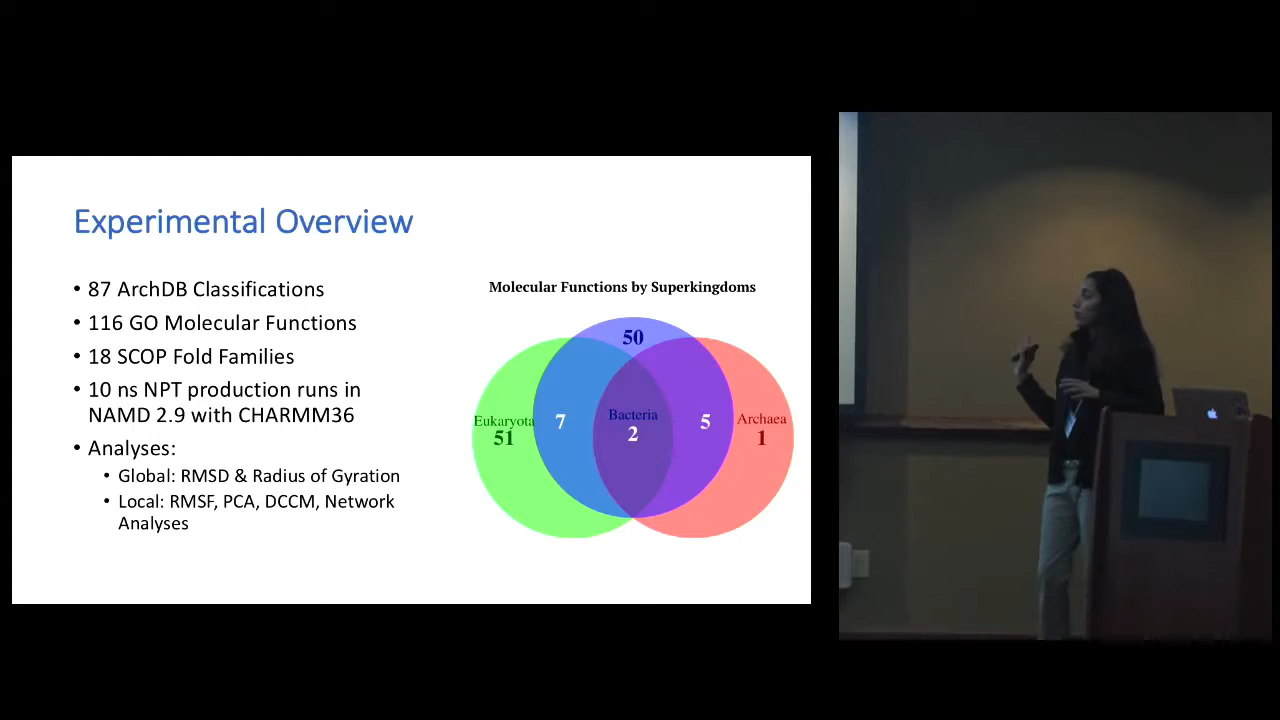 Experimental Overview
• 87 ArchDB Classifications
• 116 GO Molecular Functions
• 18 SCOP Fold Families
• 10 ns NPT production runs in
NAMD 2.9 with CHARMM36
• Analyses:
• Global: RMSD & Radius of Gyration
• Local: RMSF, PCA, DCCM, Network
Analyses
Molecular Functions by Superkingdoms
50
Eukaryota
51
7
Bacteria
2
5
Archaea
1